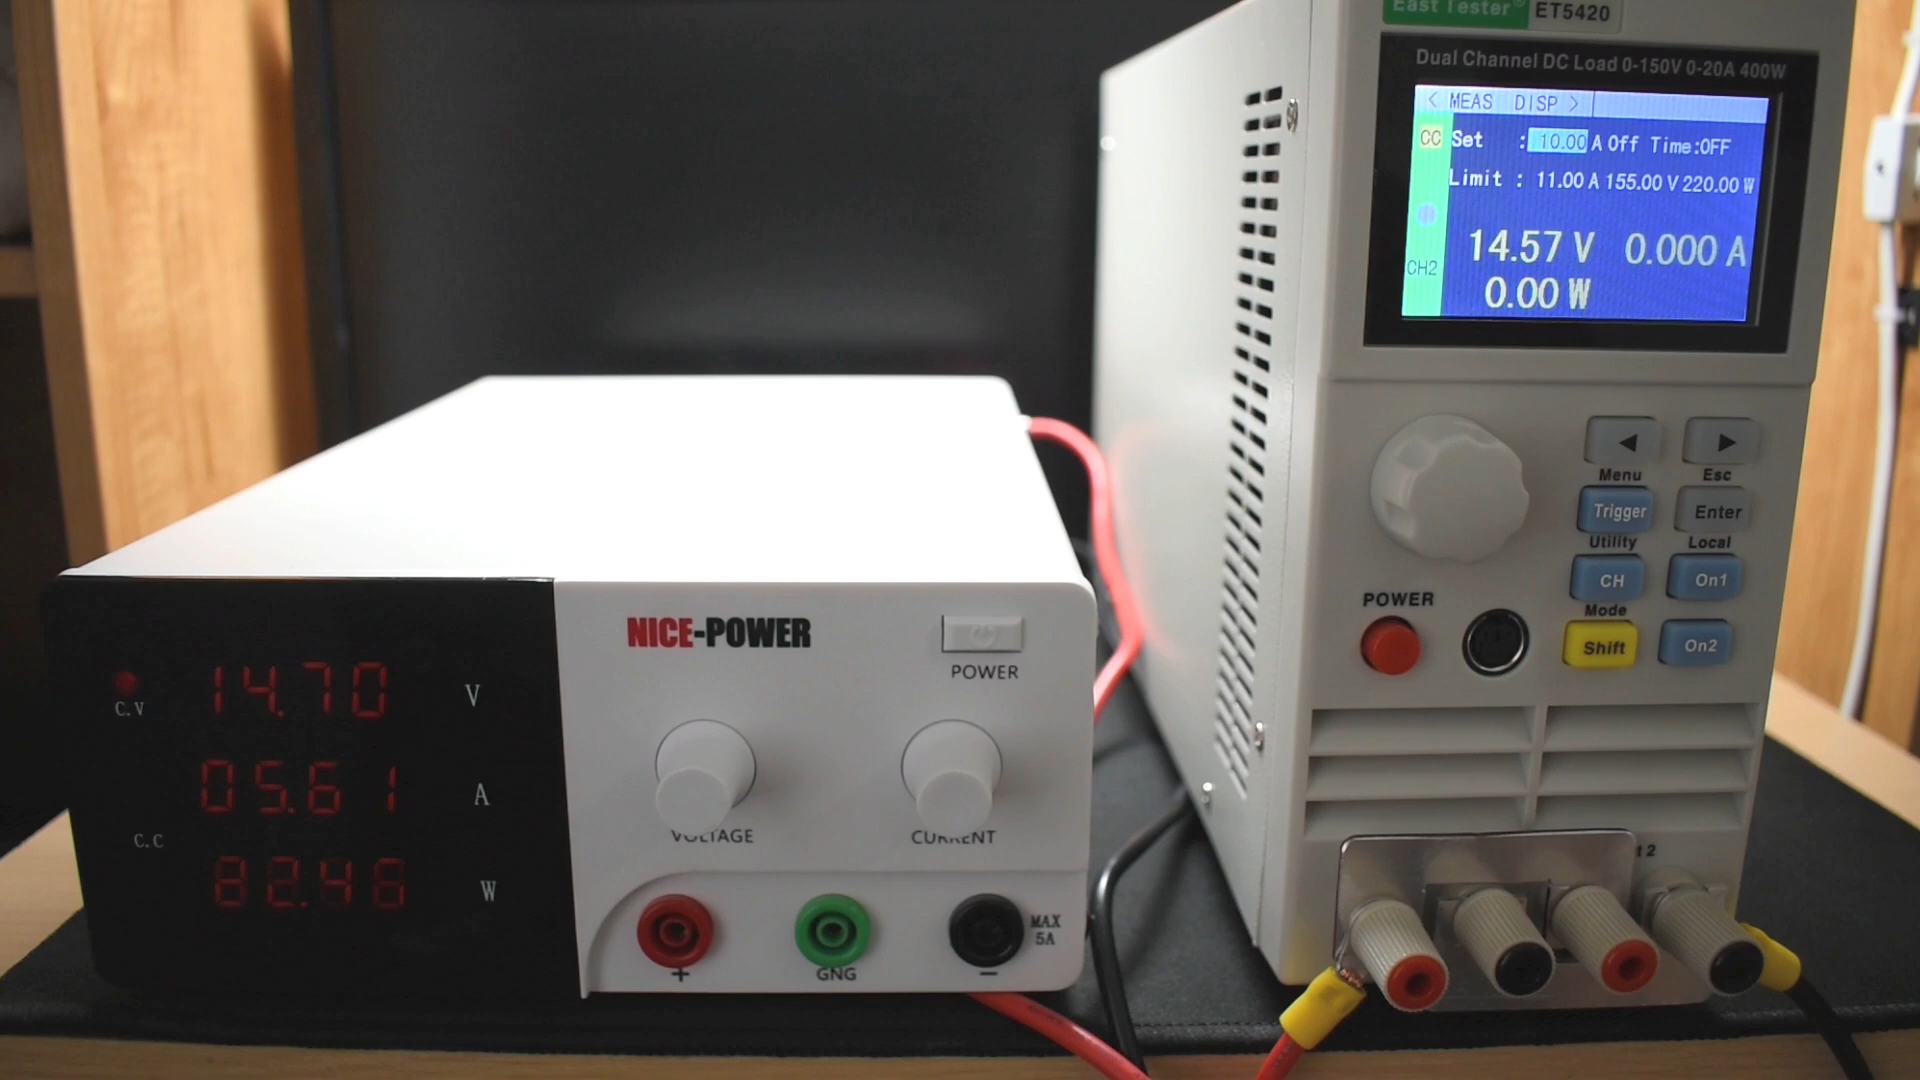 NICE-POWER
POWER
C.V
14.70 V
05.61 A
C.C
82.46 W
VOLTAGE
CURRENT
+
GNG
−
MAX
5A
East Tester® ET5420
Dual Channel DC Load 0-150V 0-20A 400W
< MEAS DISP >
CC Set : 10.00 A Off Time:OFF
Limit : 11.00 A 155.00 V 220.00 W
14.57 V 0.000 A
CH2
0.00 W
◀ ▶
Menu Esc
Trigger Enter
Utility Local
CH On1
Mode
POWER
Shift On2
t 2